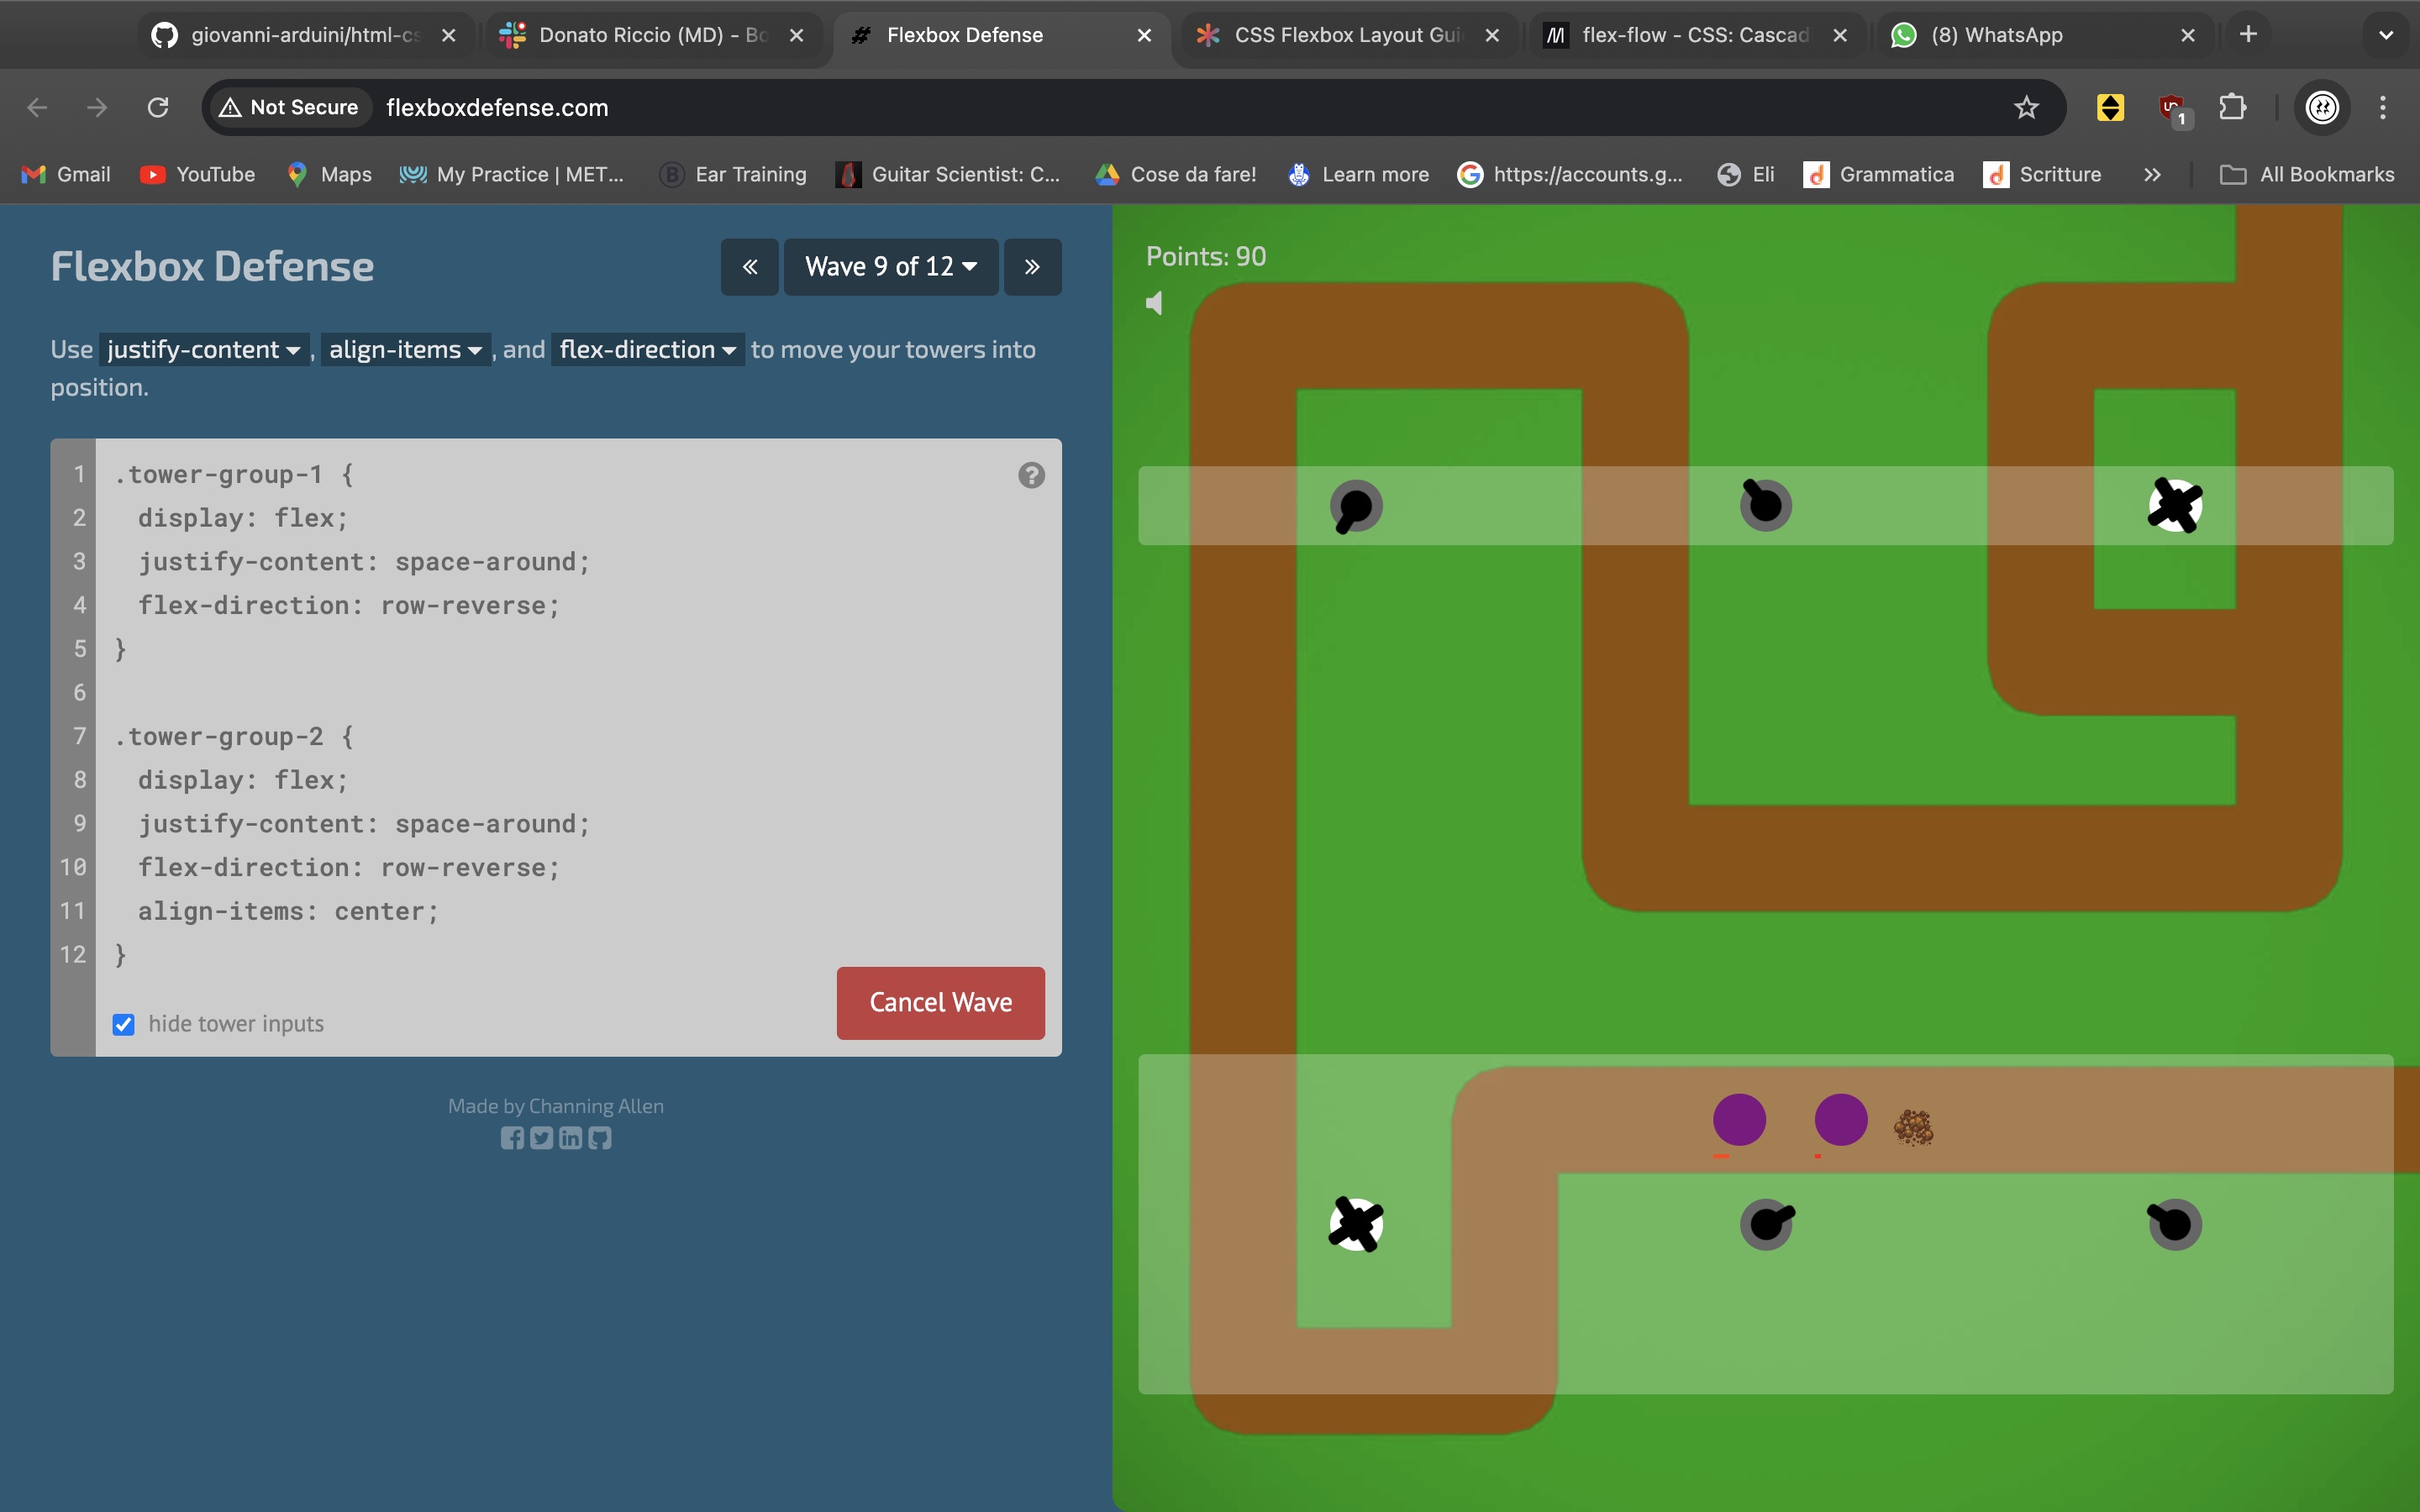 giovanni-arduini/html-cs
Donato Riccio (MD) - Bo
Flexbox Defense
CSS Flexbox Layout Gui
flex-flow - CSS: Cascad
(8) WhatsApp
Not Secure
flexboxdefense.com
1
Gmail
YouTube
Maps
My Practice | MET...
Ear Training
Guitar Scientist: C...
Cose da fare!
Learn more
https://accounts.g...
Eli
Grammatica
Scritture
All Bookmarks
Flexbox Defense
Wave 9 of 12
Use justify-content , align-items , and flex-direction to move your towers into
position.
1 .tower-group-1 {
2 display: flex;
3 justify-content: space-around;
4 flex-direction: row-reverse;
5 }
6
7 .tower-group-2 {
8 display: flex;
9 justify-content: space-around;
10 flex-direction: row-reverse;
11 align-items: center;
12 }
hide tower inputs
Cancel Wave
Made by Channing Allen
Points: 90